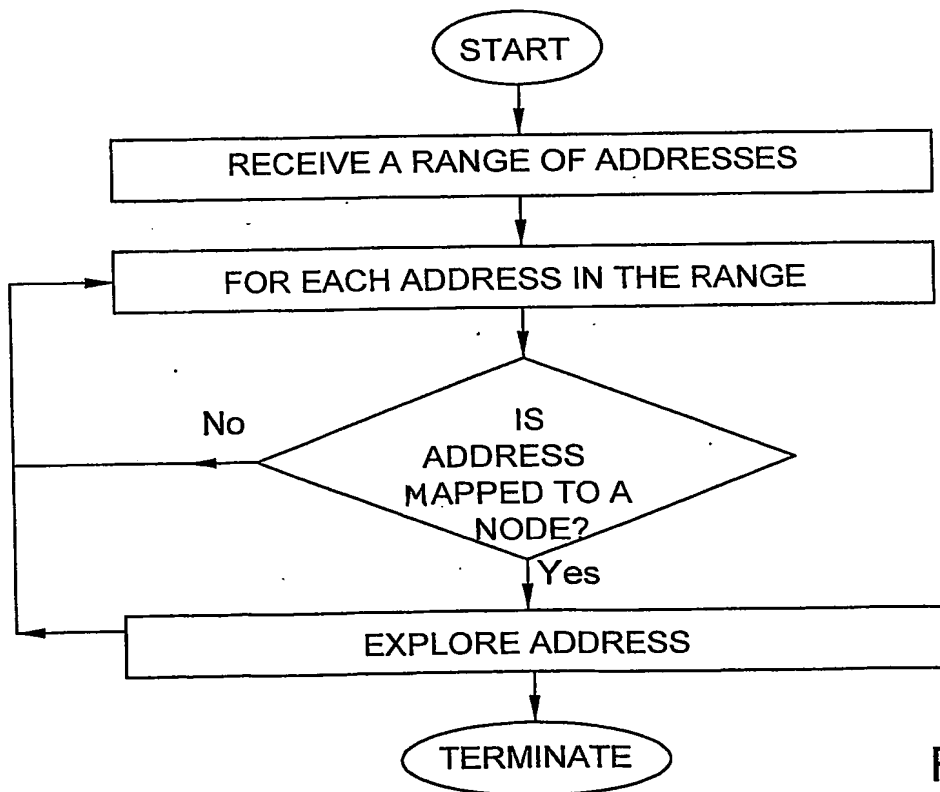 START
RECEIVE A RANGE OF ADDRESSES
FOR EACH ADDRESS IN THE RANGE
No
IS
ADDRESS
MAPPED TO A
NODE?
Yes
EXPLORE ADDRESS
TERMINATE